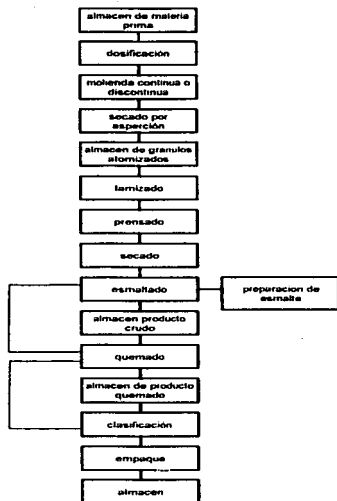 almacen de materia
prima
dosificación
molienda continua o
discontinua
secado por
asperción
almacen de granulos
atomizados
tamizado
prensado
secado
esmaltado
preparacion de
esmalte
almacen producto
crudo
quemado
almacen de producto
quemado
clasificación
empaque
almacen